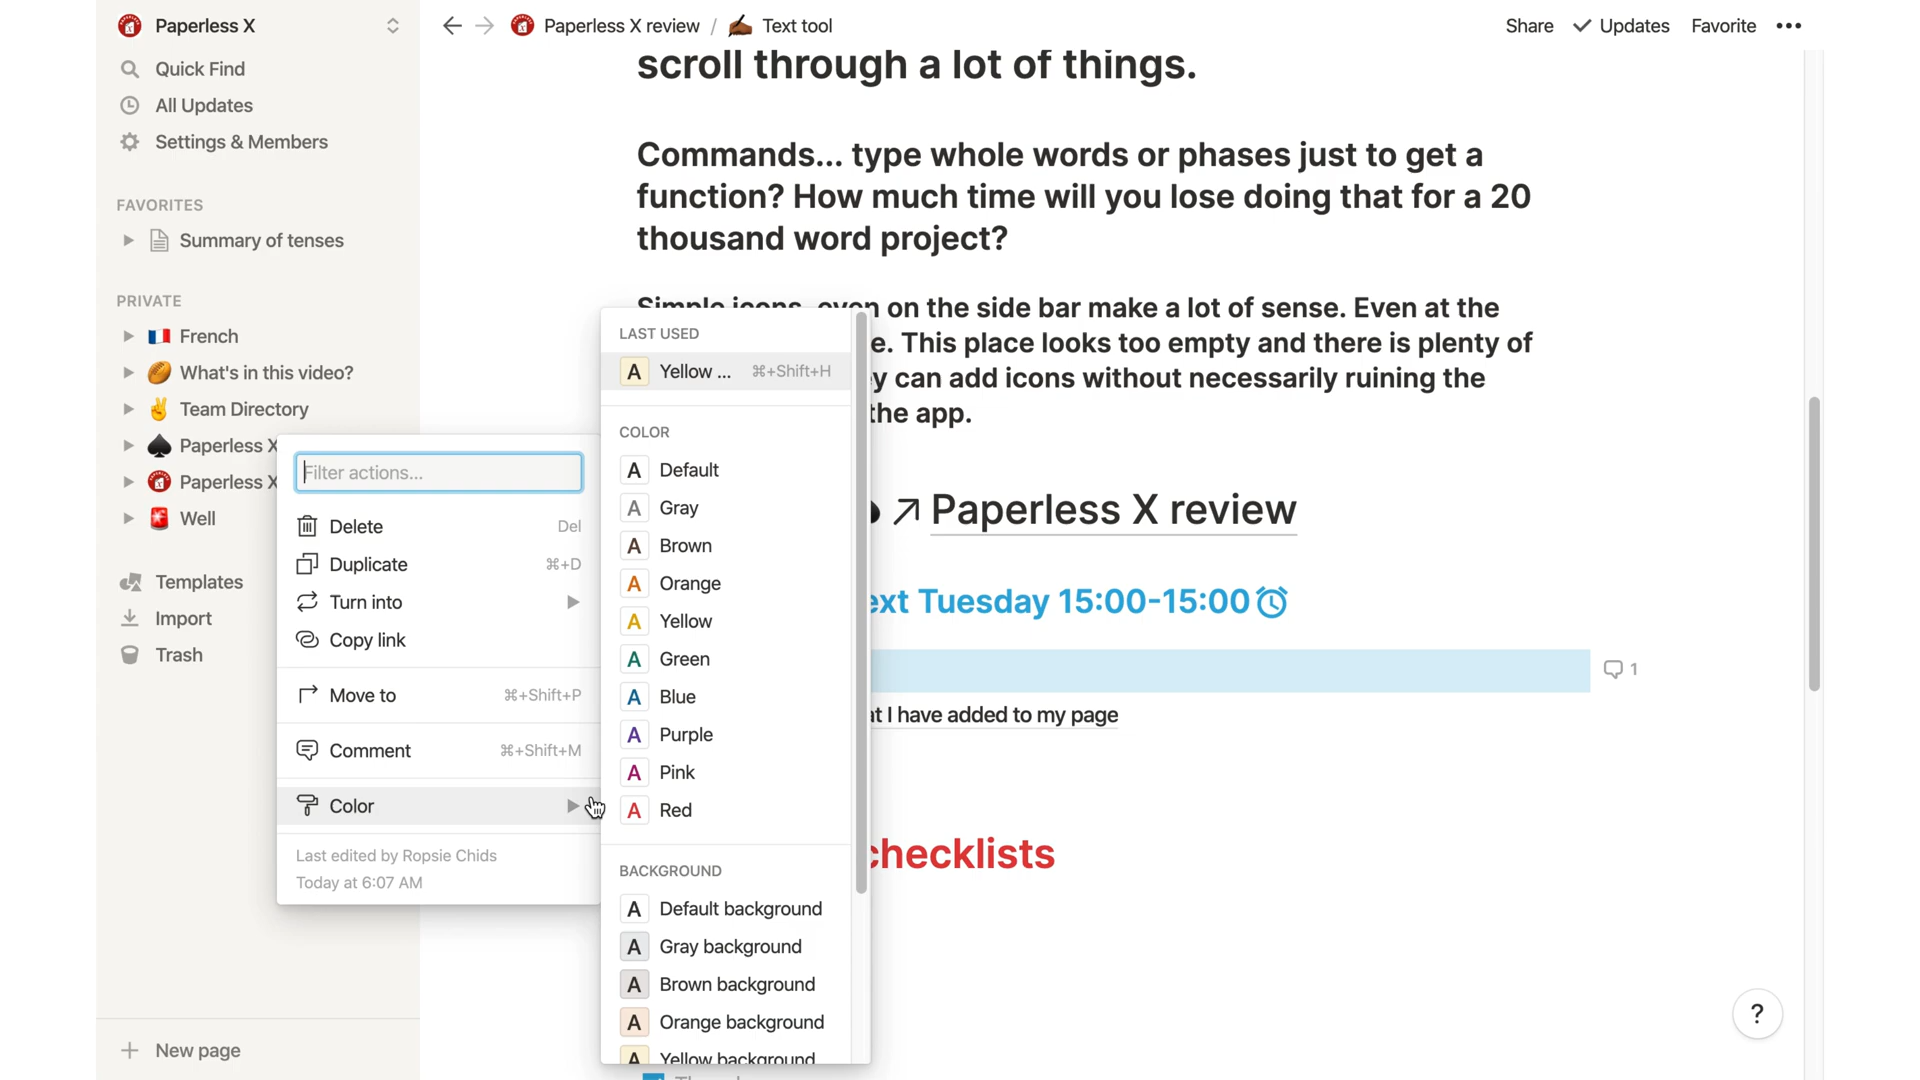 Paperless X
Quick Find
All Updates
Settings & Members
FAVORITES
Summary of tenses
PRIVATE
French
What's in this video?
Team Directory
Paperless X
Paperless X
Well
Templates
Import
Trash
New page
Paperless X review / Text tool
Share
Updates
Favorite
scroll through a lot of things.
Commands... type whole words or phases just to get a
function? How much time will you lose doing that for a 20
thousand word project?
Simple icons, even on the side bar make a lot of sense. Even at the
e. This place looks too empty and there is plenty of
y can add icons without necessarily ruining the
the app.
Paperless X review
ext Tuesday 15:00-15:00
1
at I have added to my page
checklists
Filter actions...
Delete Del
Duplicate ⌘+D
Turn into
Copy link
Move to ⌘+Shift+P
Comment ⌘+Shift+M
Color
Last edited by Ropsie Chids
Today at 6:07 AM
LAST USED
A Yellow ... ⌘+Shift+H
COLOR
A Default
A Gray
A Brown
A Orange
A Yellow
A Green
A Blue
A Purple
A Pink
A Red
BACKGROUND
A Default background
A Gray background
A Brown background
A Orange background
A Yellow background
?